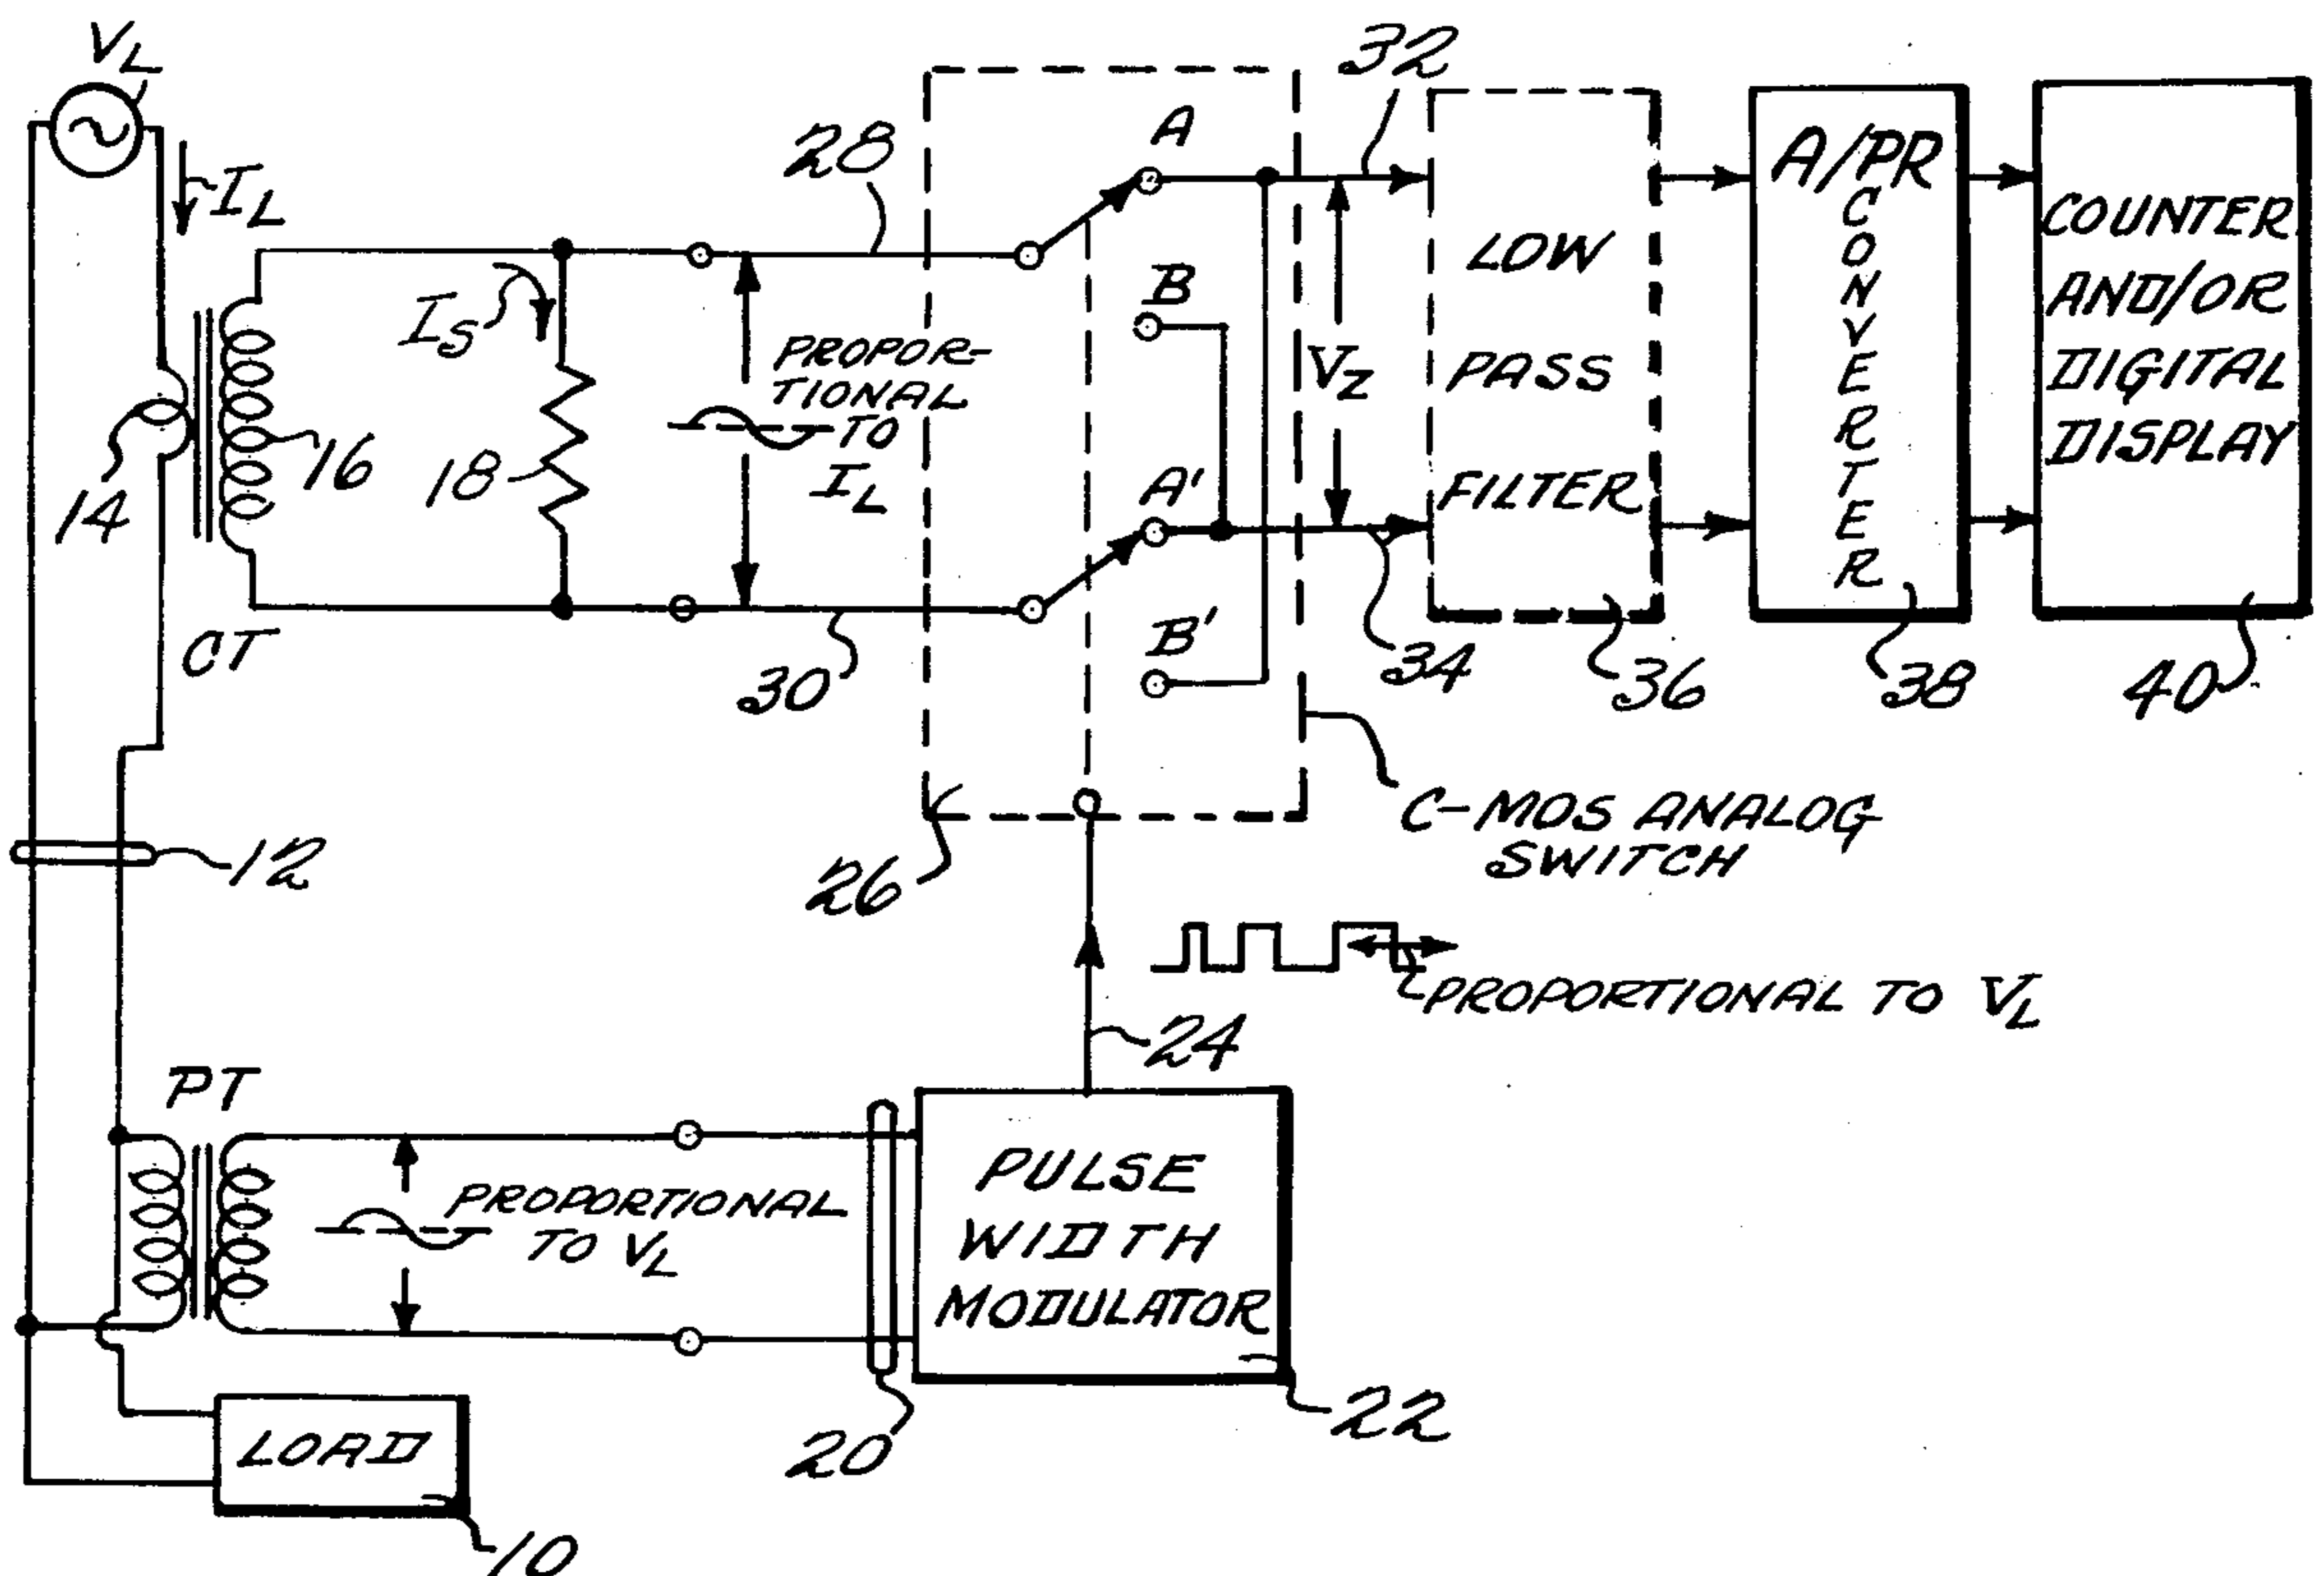 VL
IL
28
A
32
A/PR
CONVERTER
COUNTER
AND/OR
DIGITAL
DISPLAY
LOW
PASS
FILTER
IS
PROPOR-
TIONAL
TO
IL
B
VZ
14
16
18
A'
CT
30
B'
34
36
38
40
C-MOS ANALOG
SWITCH
12
26
PROPORTIONAL TO VL
24
PT
PROPORTIONAL
TO VL
PULSE
WIDTH
MODULATOR
20
22
LOAD
10